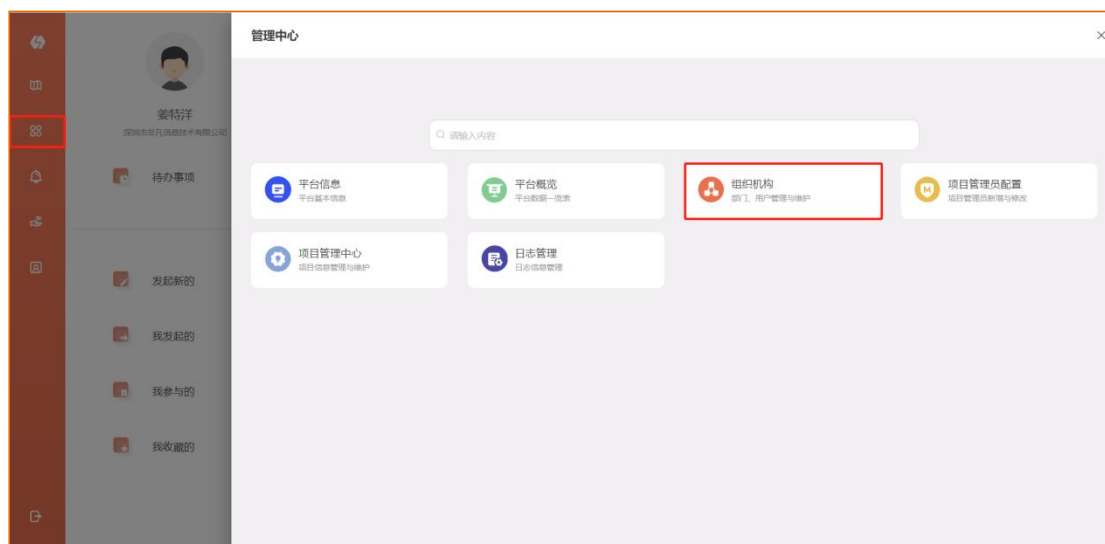 管理中心
姜特洋
深圳市非凡信息技术有限公司
请输入内容
待办事项
平台信息
平台基本信息
平台概览
平台数据一览表
组织机构
部门、用户管理与维护
项目管理员配置
项目管理员新增与修改
项目管理中心
项目信息管理与维护
日志管理
日志信息管理
发起新的
我发起的
我参与的
我收藏的